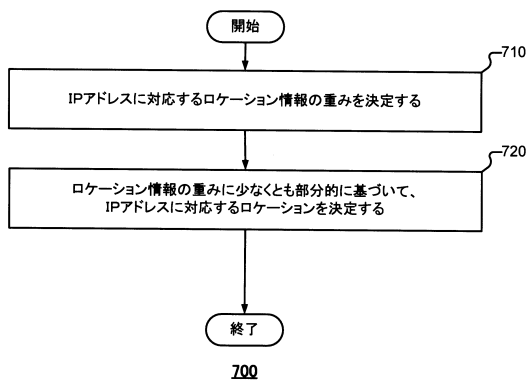 開始
710
IPアドレスに対応するロケーション情報の重みを決定する
720
ロケーション情報の重みに少なくとも部分的に基づいて、
IPアドレスに対応するロケーションを決定する
終了
700